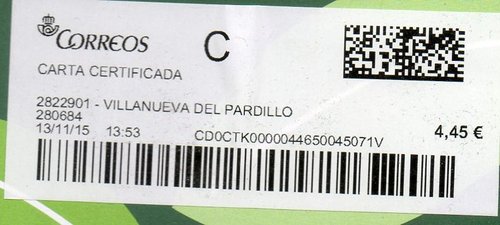 CORREOS C
CARTA CERTIFICADA
2822901 - VILLANUEVA DEL PARDILLO
280684
13/11/15 13:53 CD0CTK0000044650045071V 4,45 €